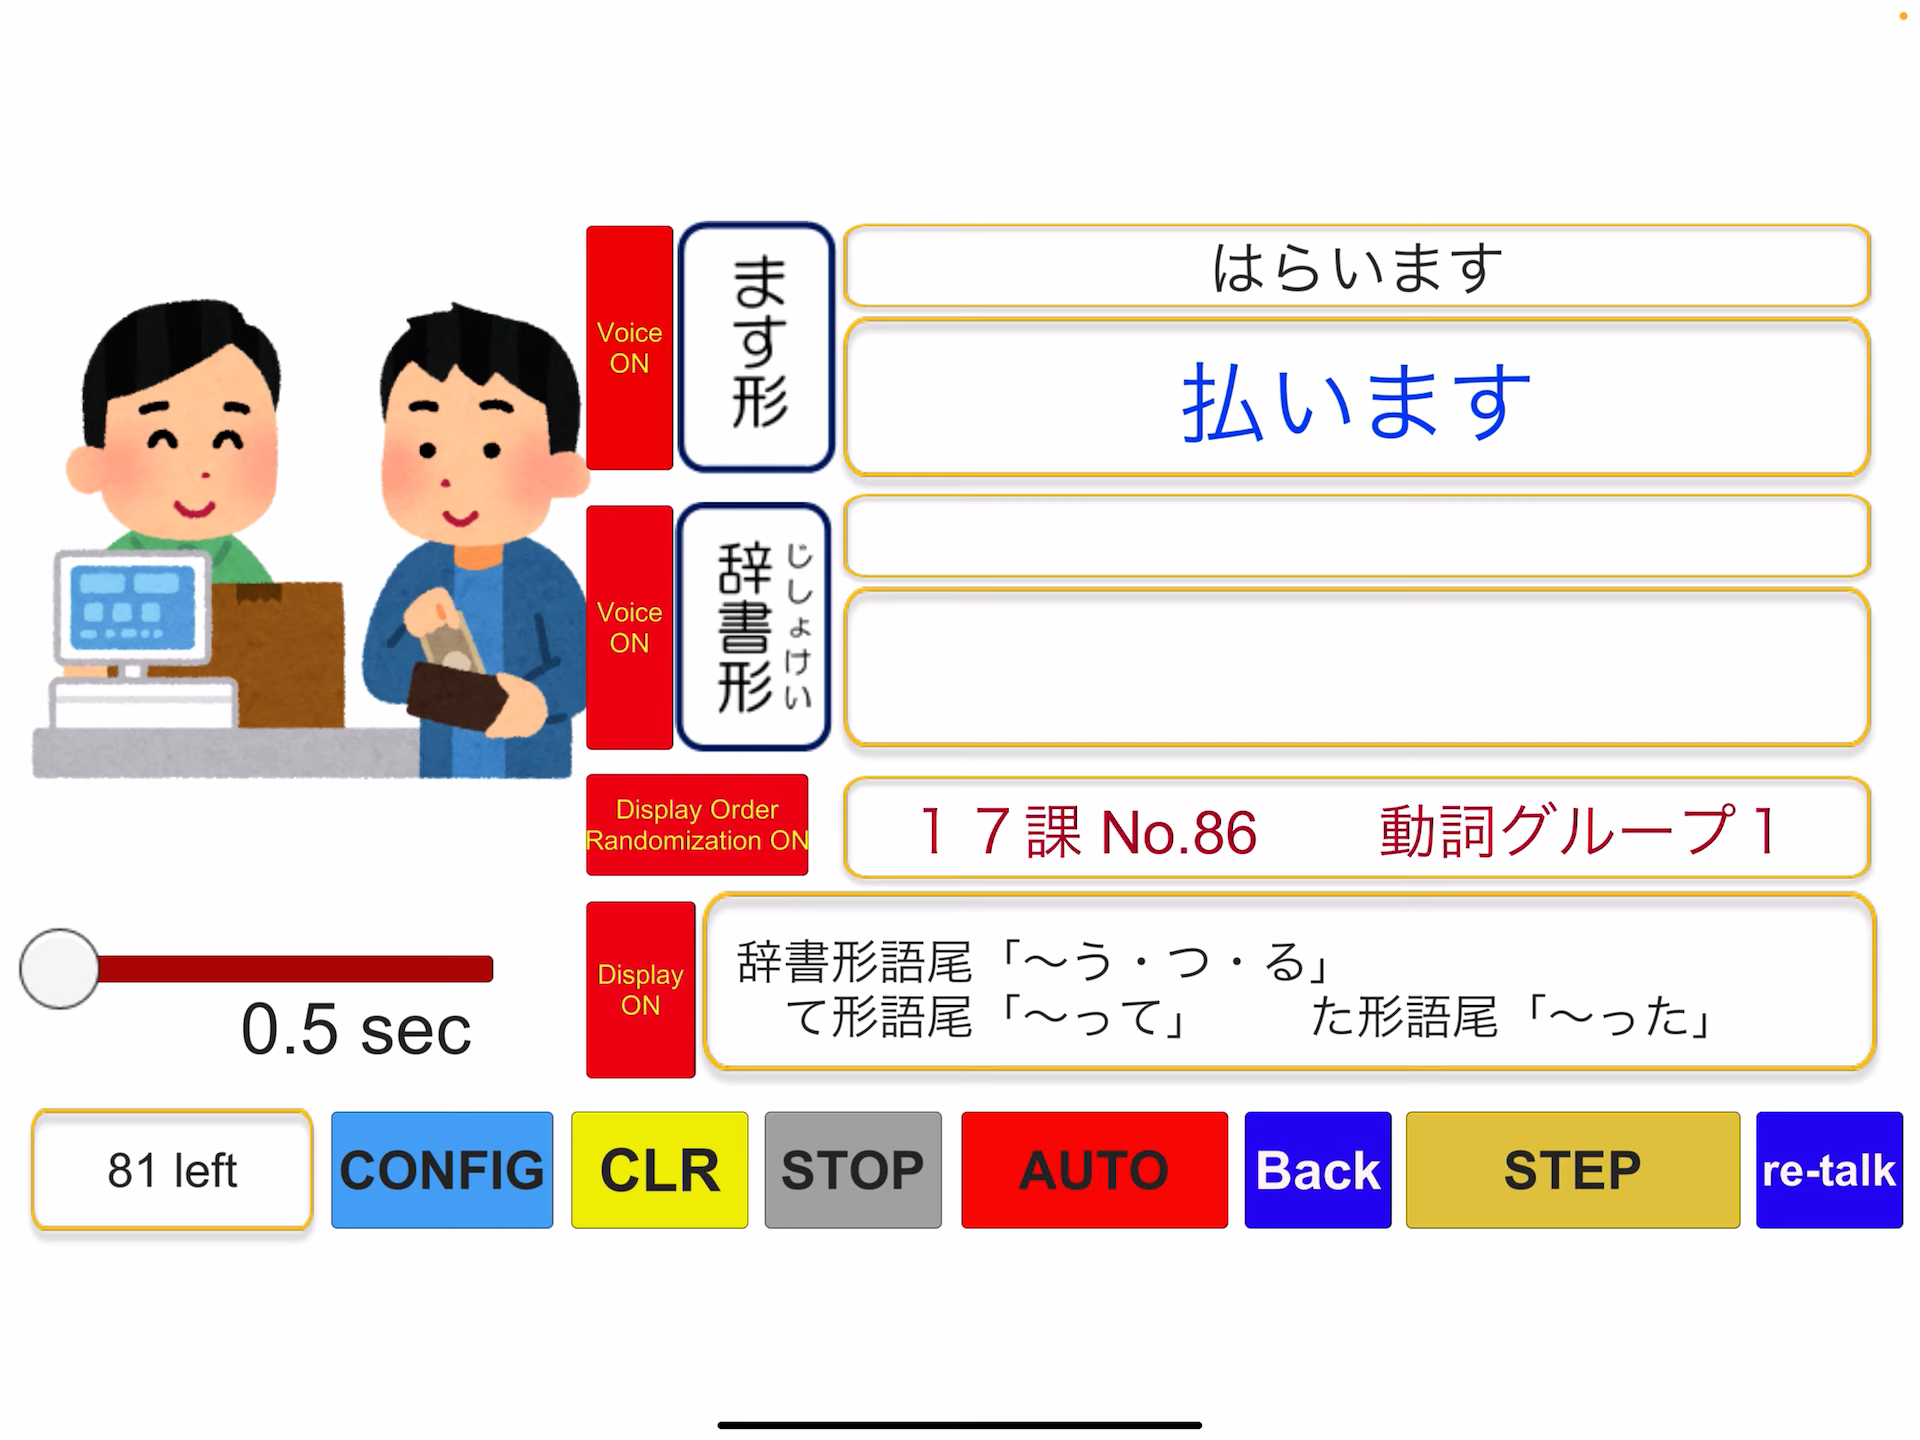 Voice
ON
ます形
はらいます
払います
Voice
ON
辞書形
じしょけい
Display Order
Randomization ON
１７課 No.86　　動詞グループ１
Display
ON
辞書形語尾「〜う・つ・る」
て形語尾「〜って」　　た形語尾「〜った」
0.5 sec
81 left
CONFIG
CLR
STOP
AUTO
Back
STEP
re-talk